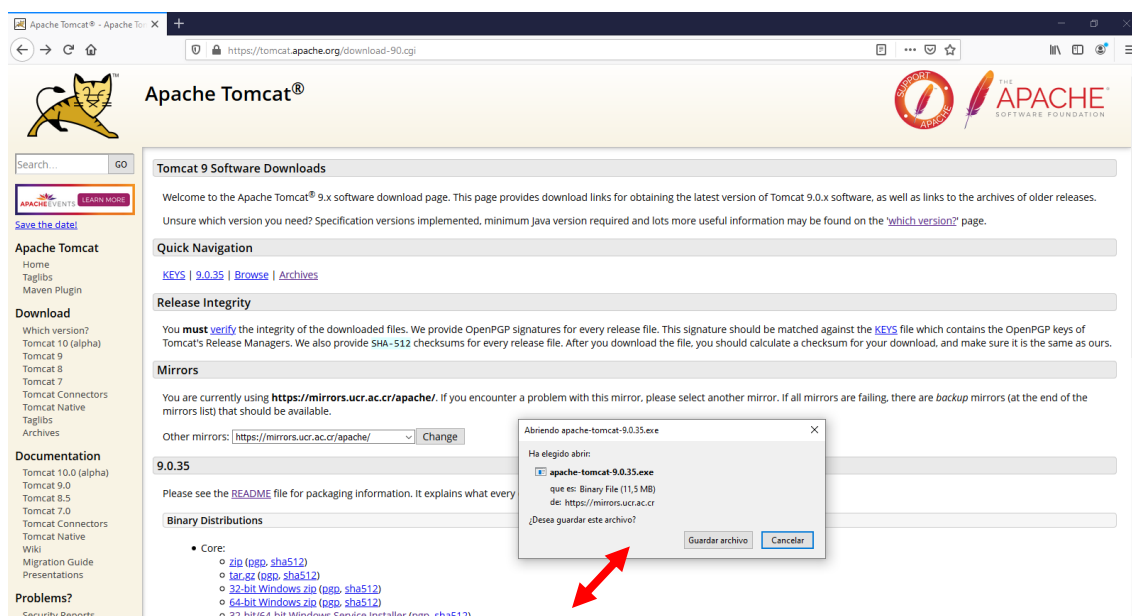 Apache Tomcat® - Apache To
https://tomcat.apache.org/download-90.cgi
TM
Apache Tomcat®
SUPPORT
APACHE
THE
APACHE®
SOFTWARE FOUNDATION
Search...
GO
APACHEEVENTS
LEARN MORE
Save the date!
Apache Tomcat
Home
Taglibs
Maven Plugin
Download
Which version?
Tomcat 10 (alpha)
Tomcat 9
Tomcat 8
Tomcat 7
Tomcat Connectors
Tomcat Native
Taglibs
Archives
Documentation
Tomcat 10.0 (alpha)
Tomcat 9.0
Tomcat 8.5
Tomcat 7.0
Tomcat Connectors
Tomcat Native
Wiki
Migration Guide
Presentations
Problems?
Security Reports
Tomcat 9 Software Downloads
Welcome to the Apache Tomcat® 9.x software download page. This page provides download links for obtaining the latest version of Tomcat 9.0.x software, as well as links to the archives of older releases.
Unsure which version you need? Specification versions implemented, minimum Java version required and lots more useful information may be found on the 'which version?' page.
Quick Navigation
KEYS | 9.0.35 | Browse | Archives
Release Integrity
You must verify the integrity of the downloaded files. We provide OpenPGP signatures for every release file. This signature should be matched against the KEYS file which contains the OpenPGP keys of
Tomcat's Release Managers. We also provide SHA-512 checksums for every release file. After you download the file, you should calculate a checksum for your download, and make sure it is the same as ours.
Mirrors
You are currently using https://mirrors.ucr.ac.cr/apache/. If you encounter a problem with this mirror, please select another mirror. If all mirrors are failing, there are backup mirrors (at the end of the
mirrors list) that should be available.
Other mirrors: https://mirrors.ucr.ac.cr/apache/ Change
9.0.35
Please see the README file for packaging information. It explains what every
Binary Distributions
• Core:
zip (pgp, sha512)
tar.gz (pgp, sha512)
32-bit Windows zip (pgp, sha512)
64-bit Windows zip (pgp, sha512)
32-bit/64-bit Windows Service Installer (pgp, sha512)
Abriendo apache-tomcat-9.0.35.exe
Ha elegido abrir:
apache-tomcat-9.0.35.exe
que es: Binary File (11,5 MB)
de: https://mirrors.ucr.ac.cr
¿Desea guardar este archivo?
Guardar archivo
Cancelar